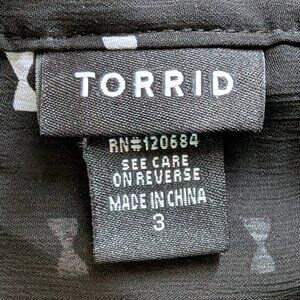 TORRID
RN#120684
SEE CARE
ON REVERSE
MADE IN CHINA
3